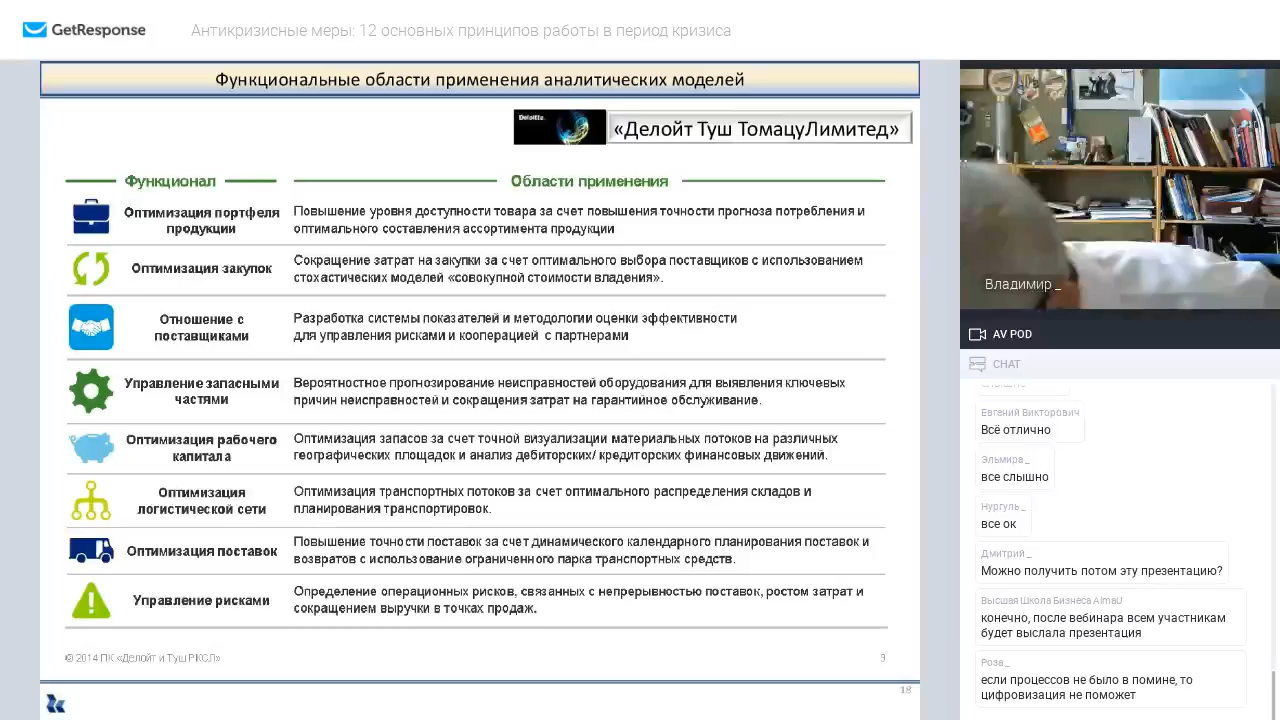 GetResponse
Антикризисные меры: 12 основных принципов работы в период кризиса
Функциональные области применения аналитических моделей
Deloitte.
«Делойт Туш ТомацуЛимитед»
Функционал
Области применения
Оптимизация портфеля
продукции
Повышение уровня доступности товара за счет повышения точности прогноза потребления и
оптимального составления ассортимента продукции
Оптимизация закупок
Сокращение затрат на закупки за счет оптимального выбора поставщиков с использованием
стохастических моделей «совокупной стоимости владения».
Отношение с
поставщиками
Разработка системы показателей и методологии оценки эффективности
для управления рисками и кооперацией с партнерами
Управление запасными
частями
Вероятностное прогнозирование неисправностей оборудования для выявления ключевых
причин неисправностей и сокращения затрат на гарантийное обслуживание.
Оптимизация рабочего
капитала
Оптимизация запасов за счет точной визуализации материальных потоков на различных
географических площадок и анализ дебиторских/ кредиторских финансовых движений.
Оптимизация
логистической сети
Оптимизация транспортных потоков за счет оптимального распределения складов и
планирования транспортировок.
Оптимизация поставок
Повышение точности поставок за счет динамического календарного планирования поставок и
возвратов с использование ограниченного парка транспортных средств.
Управление рисками
Определение операционных рисков, связанных с непрерывностью поставок, ростом затрат и
сокращением выручки в точках продаж.
© 2014 ПК «Делойт и Туш РКСЛ»
9
18
Владимир _
AV POD
CHAT
Евгений Викторович
Всё отлично
Эльмира _
все слышно
Нургуль _
все ок
Дмитрий _
Можно получить потом эту презентацию?
Высшая Школа Бизнеса AlmaU
конечно, после вебинара всем участникам
будет выслала презентация
Роза _
если процессов не было в помине, то
цифровизация не поможет